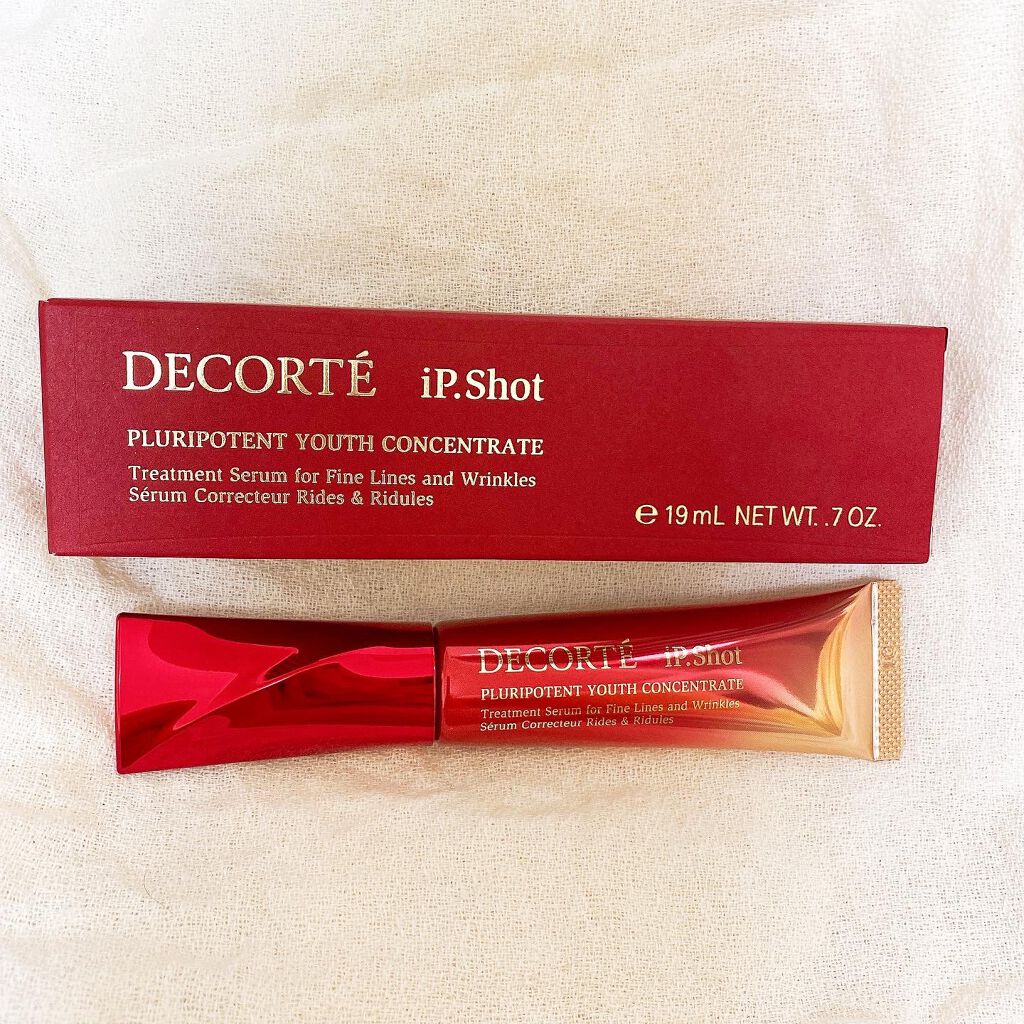 DECORTÉ iP.Shot
PLURIPOTENT YOUTH CONCENTRATE
Treatment Serum for Fine Lines and Wrinkles
Sérum Correcteur Rides & Ridules
℮ 19mL NET WT. .7 OZ.
DECORTÉ iP.Shot
PLURIPOTENT YOUTH CONCENTRATE
Treatment Serum for Fine Lines and Wrinkles
Sérum Correcteur Rides & Ridules